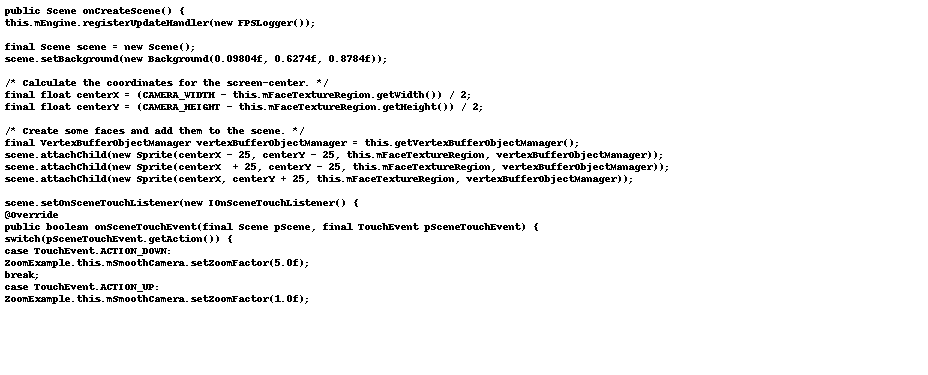 public Scene onCreateScene() {
this.mEngine.registerUpdateHandler(new FPSLogger());
final Scene scene = new Scene();
scene.setBackground(new Background(0.09804f, 0.6274f, 0.8784f));
/* Calculate the coordinates for the screen-center. */
final float centerX = (CAMERA_WIDTH - this.mFaceTextureRegion.getWidth()) / 2;
final float centerY = (CAMERA_HEIGHT - this.mFaceTextureRegion.getHeight()) / 2;
/* Create some faces and add them to the scene. */
final VertexBufferObjectManager vertexBufferObjectManager = this.getVertexBufferObjectManager();
scene.attachChild(new Sprite(centerX - 25, centerY - 25, this.mFaceTextureRegion, vertexBufferObjectManager));
scene.attachChild(new Sprite(centerX  + 25, centerY - 25, this.mFaceTextureRegion, vertexBufferObjectManager));
scene.attachChild(new Sprite(centerX, centerY + 25, this.mFaceTextureRegion, vertexBufferObjectManager));
scene.setOnSceneTouchListener(new IOnSceneTouchListener() {
@Override
public boolean onSceneTouchEvent(final Scene pScene, final TouchEvent pSceneTouchEvent) {
switch(pSceneTouchEvent.getAction()) {
case TouchEvent.ACTION_DOWN:
ZoomExample.this.mSmoothCamera.setZoomFactor(5.0f);
break;
case TouchEvent.ACTION_UP:
ZoomExample.this.mSmoothCamera.setZoomFactor(1.0f);